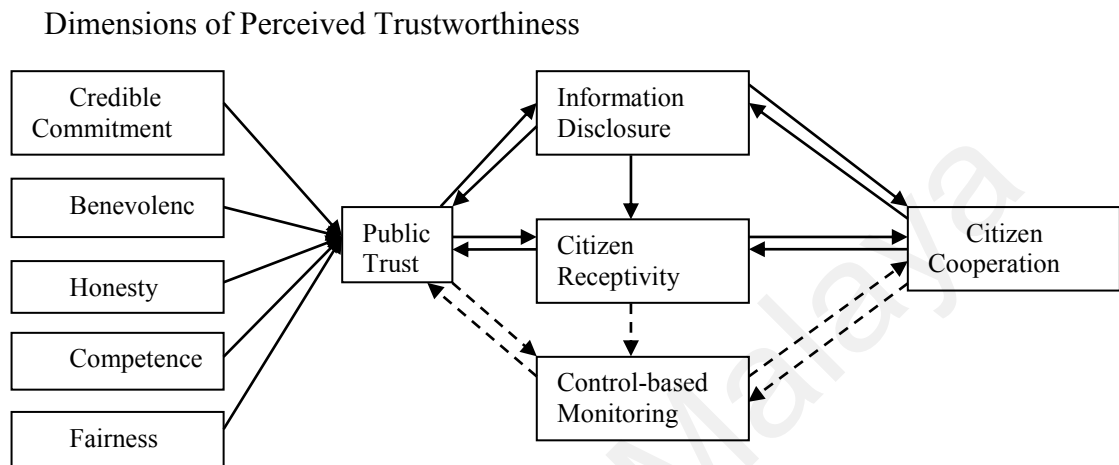 Dimensions of Perceived Trustworthiness
Credible
Commitment
Benevolenc
Honesty
Competence
Fairness
Public
Trust
Information
Disclosure
Citizen
Receptivity
Control-based
Monitoring
Citizen
Cooperation
Malaya